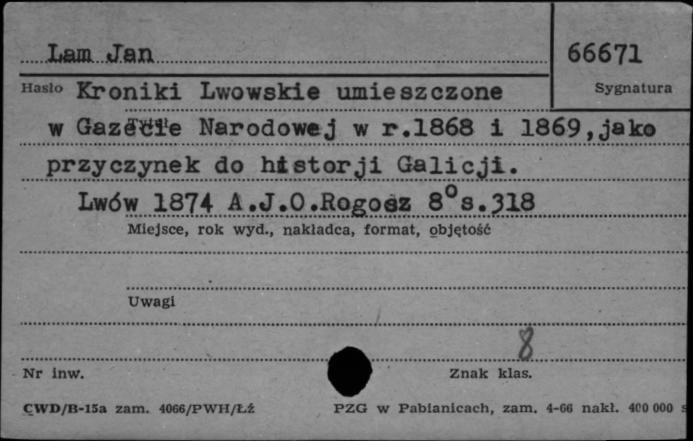 Lam Jan
66671
Hasło
Sygnatura
Kroniki Lwowskie umieszczone
w Gazecie Narodowej w r.1868 i 1869,jako
przyczynek do historji Galicji.
Lwów 1874 A.J.O.Rogosz 8° s.318
Miejsce, rok wyd., nakładca, format, objętość
Uwagi
8
Nr inw.
Znak klas.
CWD/B-15a zam. 4066/PWH/Łź
PZG w Pabianicach, zam. 4-66 nakł. 400 000 s